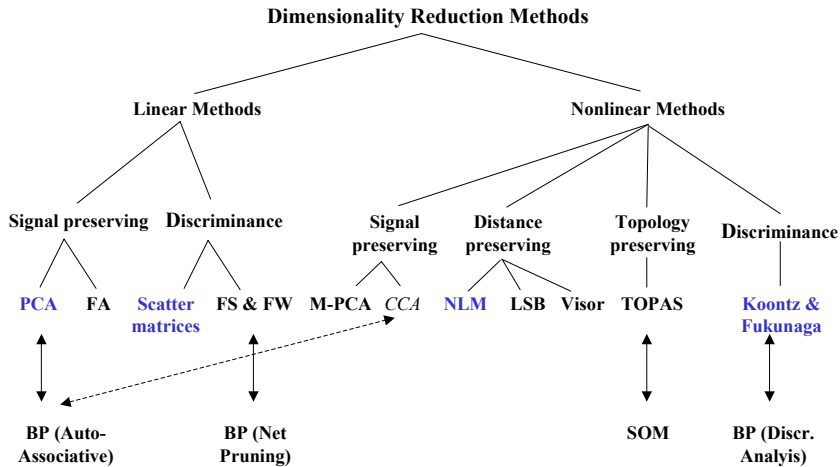 Dimensionality Reduction Methods
Linear Methods
Nonlinear Methods
Signal preserving
Discriminance
Signal
preserving
Distance
preserving
Topology
preserving
Discriminance
PCA
FA
Scatter
matrices
FS & FW
M-PCA
CCA
NLM
LSB
Visor
TOPAS
Koontz &
Fukunaga
BP (Auto-
Associative)
BP (Net
Pruning)
SOM
BP (Discr.
Analyis)